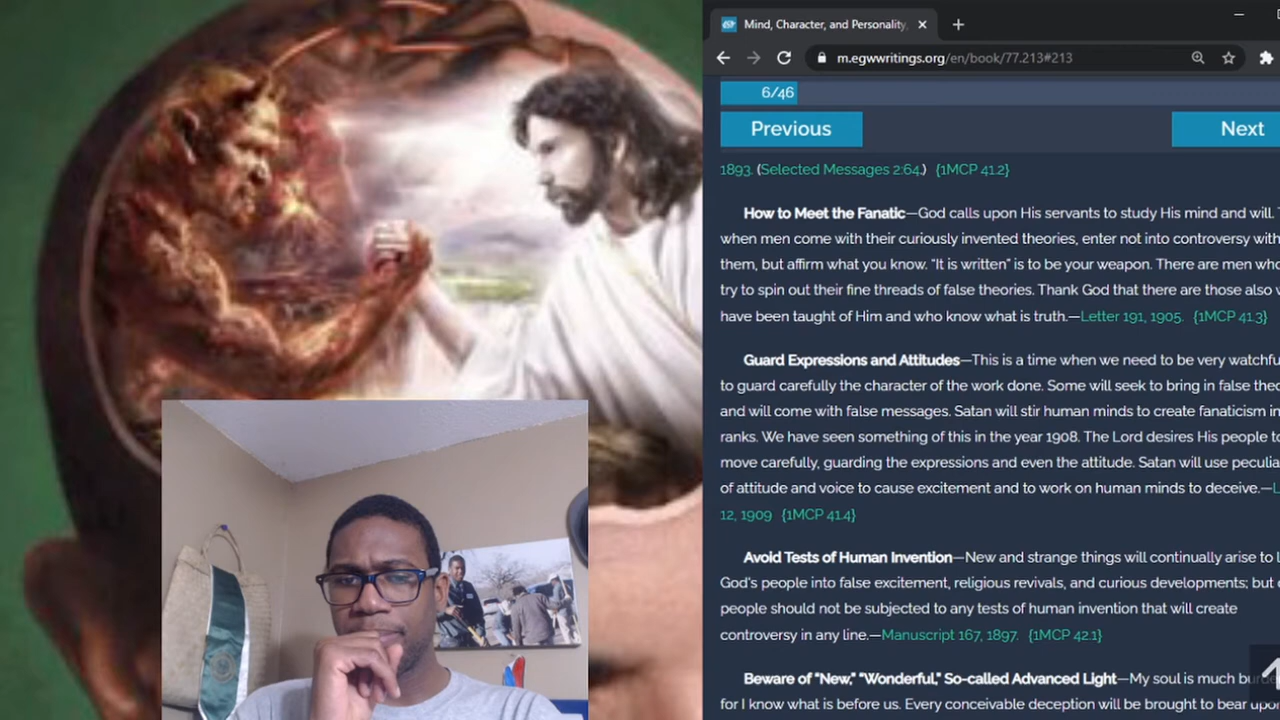 Mind, Character, and Personality,
m.egwwritings.org/en/book/77.213#213
6/46
Previous
Next
1893. (Selected Messages 2:64.) {1MCP 41.2}
How to Meet the Fanatic—God calls upon His servants to study His mind and will.
when men come with their curiously invented theories, enter not into controversy with
them, but affirm what you know. “It is written” is to be your weapon. There are men
try to spin out their fine threads of false theories. Thank God that there are those also
have been taught of Him and who know what is truth.—Letter 191, 1905. {1MCP 41.3}
Guard Expressions and Attitudes—This is a time when we need to be very
to guard carefully the character of the work done. Some will seek to bring in false
and will come with false messages. Satan will stir human minds to create fanaticism in
ranks. We have seen something of this in the year 1908. The Lord desires His people
move carefully, guarding the expressions and even the attitude. Satan will use
of attitude and voice to cause excitement and to work on human minds to deceive.—
12, 1909 {1MCP 41.4}
Avoid Tests of Human Invention—New and strange things will continually arise to
God's people into false excitement, religious revivals, and curious developments; but
people should not be subjected to any tests of human invention that will create
controversy in any line.—Manuscript 167, 1897. {1MCP 42.1}
Beware of “New,” “Wonderful,” So-called Advanced Light—My soul is much
for I know what is before us. Every conceivable deception will be brought to bear